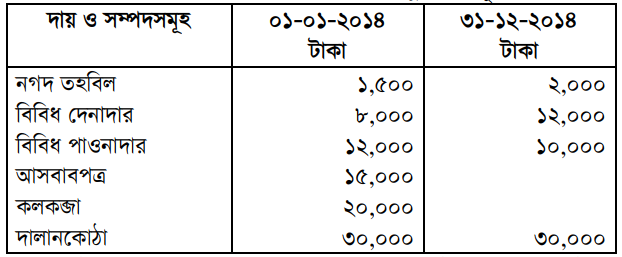 দায় ও সম্পদসমূহ ০১-০১-২০১৪ ৩১-১২-২০১৪
টাকা টাকা
নগদ তহবিল ১,৫০০ ২,০০০
বিবিধ দেনাদার ৮,০০০ ১২,০০০
বিবিধ পাওনাদার ১২,০০০ ১০,০০০
আসবাবপত্র ১৫,০০০
কলকব্জা ২০,০০০
দালানকোঠা ৩০,০০০ ৩০,০০০